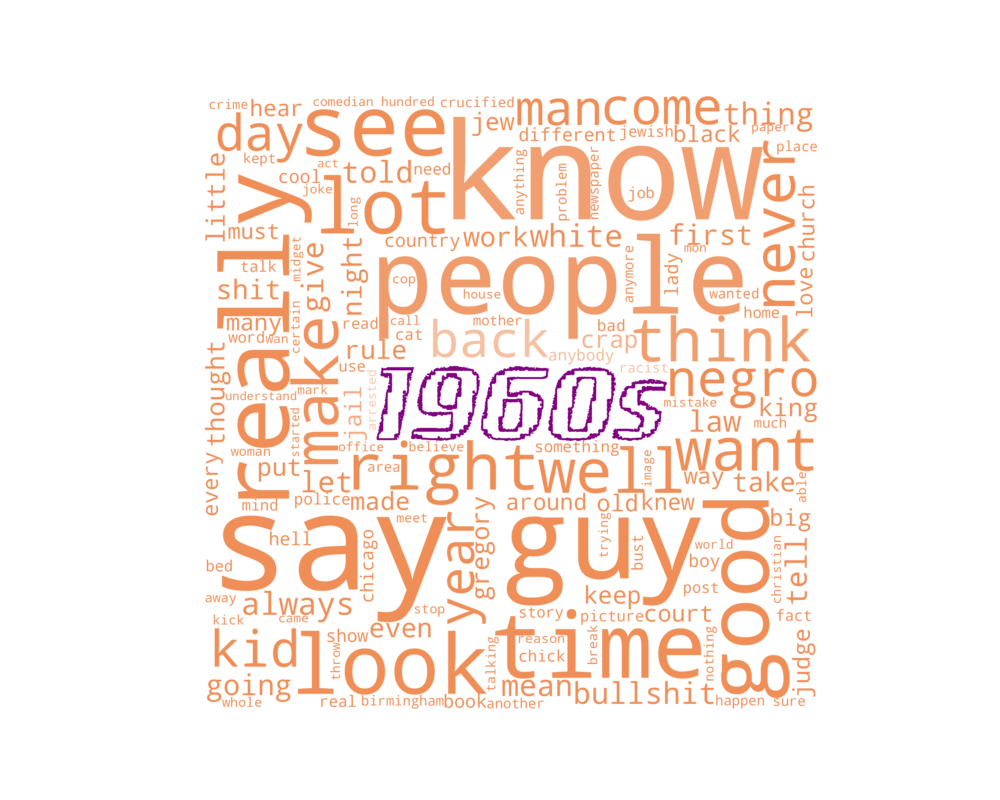 crime hear comedian hundred crucified man come thing
day see jew different jewish black paper
place
kept act cool told need know anything problem newspaper job never
little really joke lot long
must country work white first mon church
talk midget give night cop people anymore lady love
shit house wanted
many certain make read call mother bad home
word wan cat back crap think
thought rule anybody racist
use arrested 1960s negro
understand mark jail mistake king
woman started office believe something law much
every put let right well image want
area way take
mind police made around old knew able
say meet guy year gregory trying bust good big
hell chicago world tell
bed boy christian
away always stop keep post
kick came story picture court fact
kid show even time reason break nothing judge
look throw talking chick
going mean bullshit
whole real birmingham book another happen sure